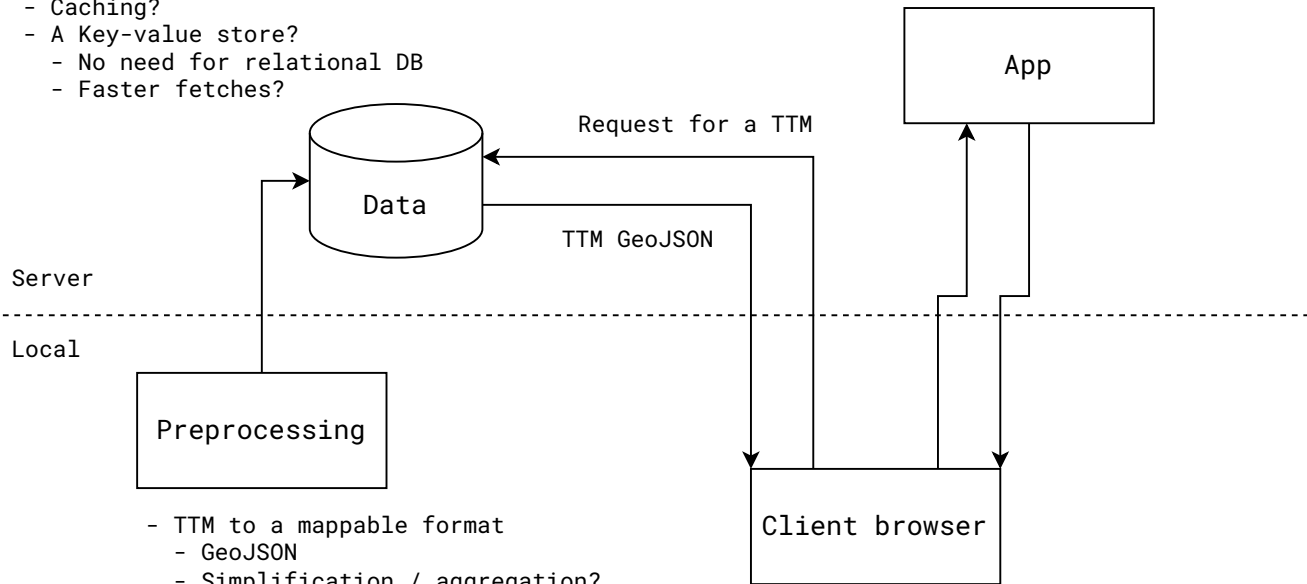 - Caching?
- A Key-value store?
- No need for relational DB
- Faster fetches?
App
Request for a TTM
Data
TTM GeoJSON
Server
Local
Preprocessing
- TTM to a mappable format
- GeoJSON
- Simplification / aggregation?
Client browser